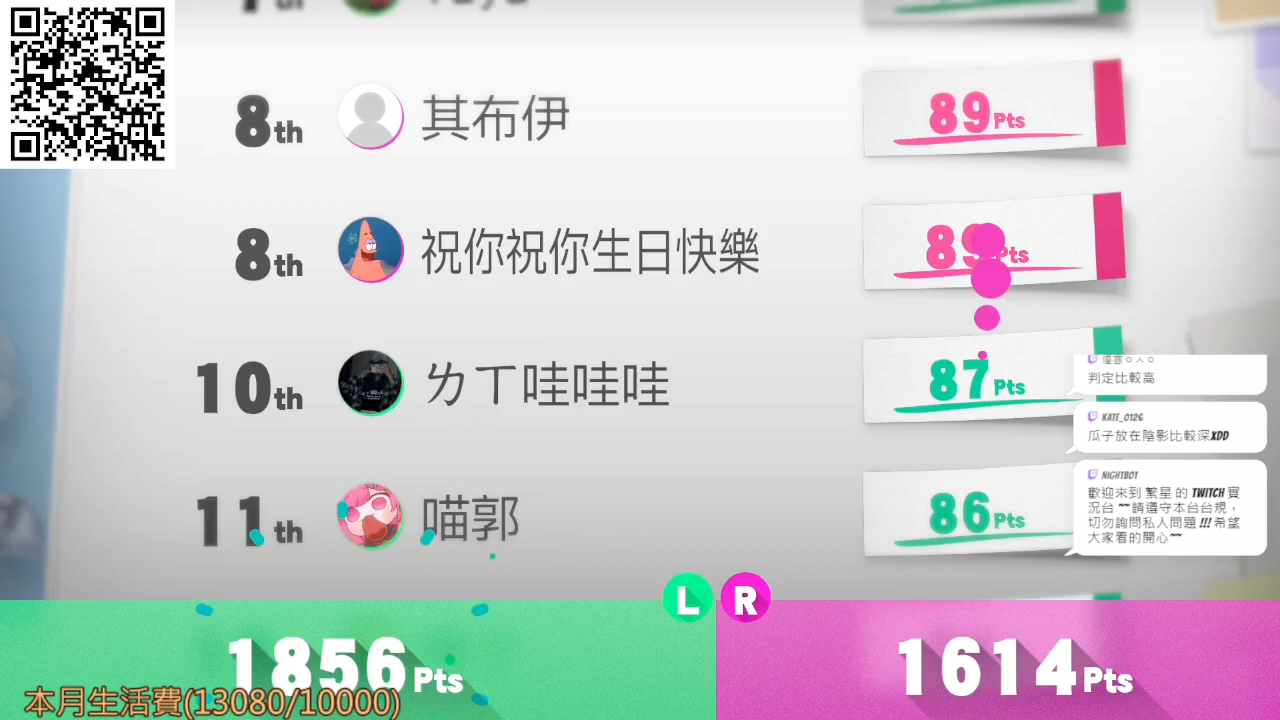 8th 其布伊 89Pts
8th 祝你祝你生日快樂 89Pts
10th ㄌㄒ哇哇哇 87Pts
11th 喵郭 86Pts
判定比較高
KATE_0126
瓜子放在陰影比較深XDD
NIGHTBOT
歡迎來到 繁星 的 TWITCH 實
況台 ~~請遵守本台台規，
切勿詢問私人問題 !!! 希望
大家看的開心~~
L R
1856Pts
1614Pts
本月生活費(13080/10000)